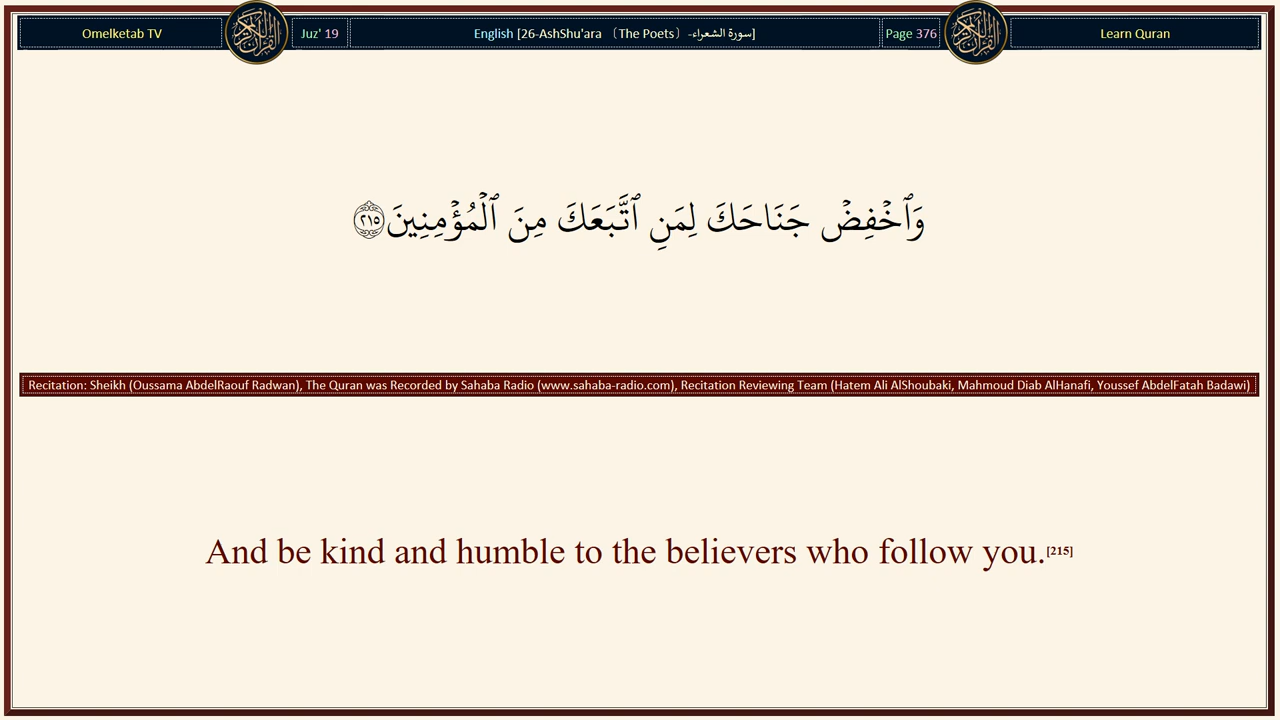 Omelketab TV
Juz' 19
English [26-AshShu'ara 〔The Poets〕 -سورة الشعراء]
Page 376
Learn Quran
وَٱخْفِضْ جَنَاحَكَ لِمَنِ ٱتَّبَعَكَ مِنَ ٱلْمُؤْمِنِينَ ٢١٥
Recitation: Sheikh (Oussama AbdelRaouf Radwan), The Quran was Recorded by Sahaba Radio (www.sahaba-radio.com), Recitation Reviewing Team (Hatem Ali AlShoubaki, Mahmoud Diab AlHanafi, Youssef AbdelFatah Badawi)
And be kind and humble to the believers who follow you.[215]